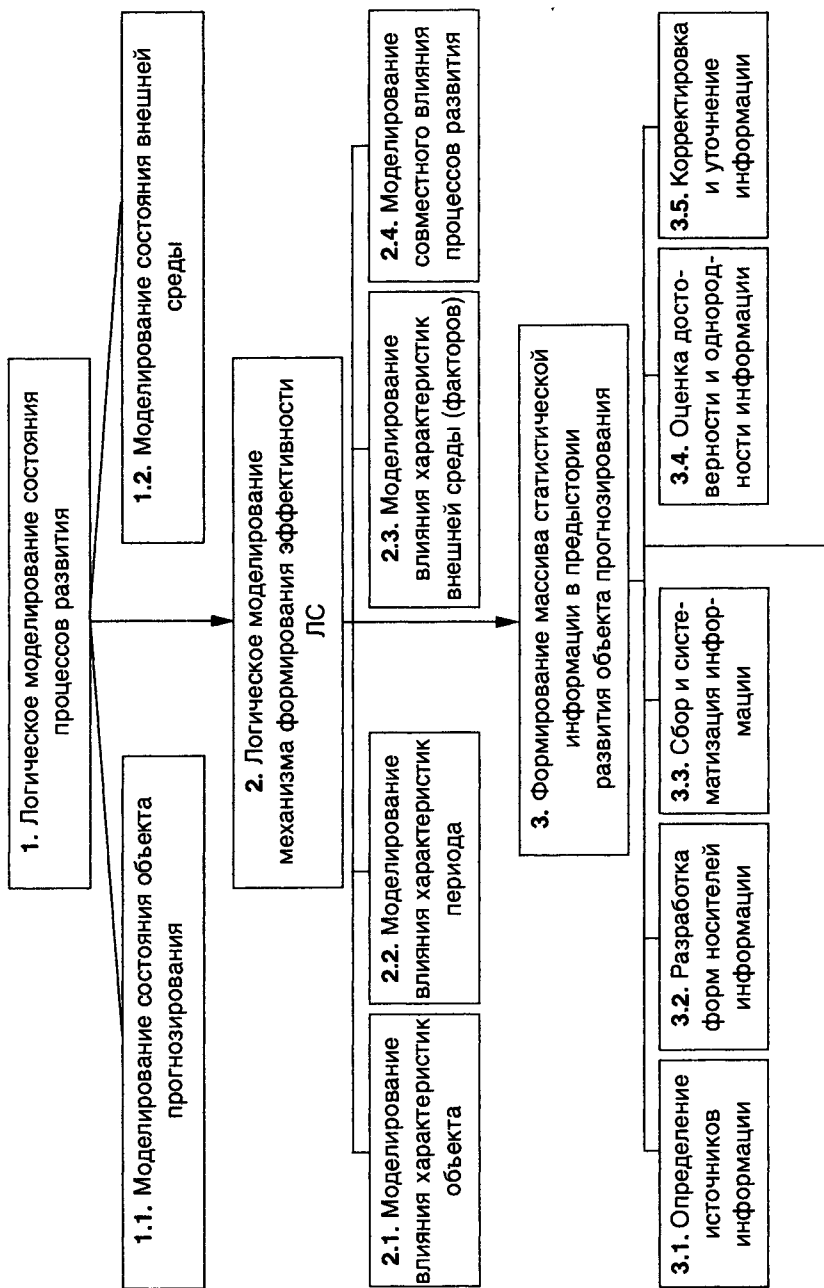 1. Логическое моделирование состояния
процессов развития
1.1. Моделирование состояния объекта
прогнозирования
1.2. Моделирование состояния внешней
среды
2. Логическое моделирование
механизма формирования эффективности
ЛС
2.1. Моделирование
влияния характеристик
объекта
2.2. Моделирование
влияния характеристик
периода
2.3. Моделирование
влияния характеристик
внешней среды (факторов)
2.4. Моделирование
совместного влияния
процессов развития
3. Формирование массива статистической
информации в предыстории
развития объекта прогнозирования
3.1. Определение
источников
информации
3.2. Разработка
форм носителей
информации
3.3. Сбор и систе-
матизация инфор-
мации
3.4. Оценка досто-
верности и однород-
ности информации
3.5. Корректировка
и уточнение
информации